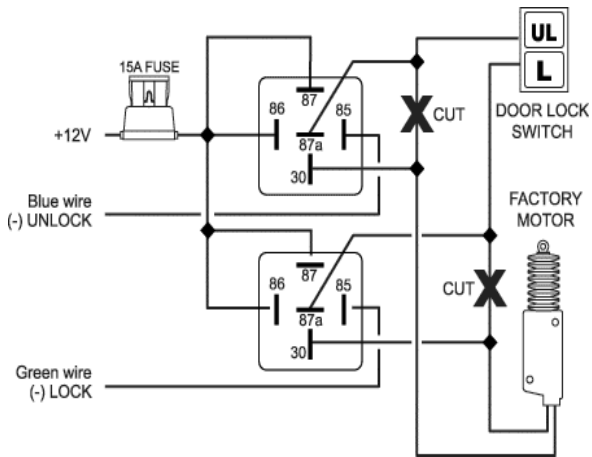 UL
L
DOOR LOCK
SWITCH
15A FUSE
+12V
86
87
85
87a
30
CUT
Blue wire
(-) UNLOCK
FACTORY
MOTOR
86
87
85
87a
30
CUT
Green wire
(-) LOCK